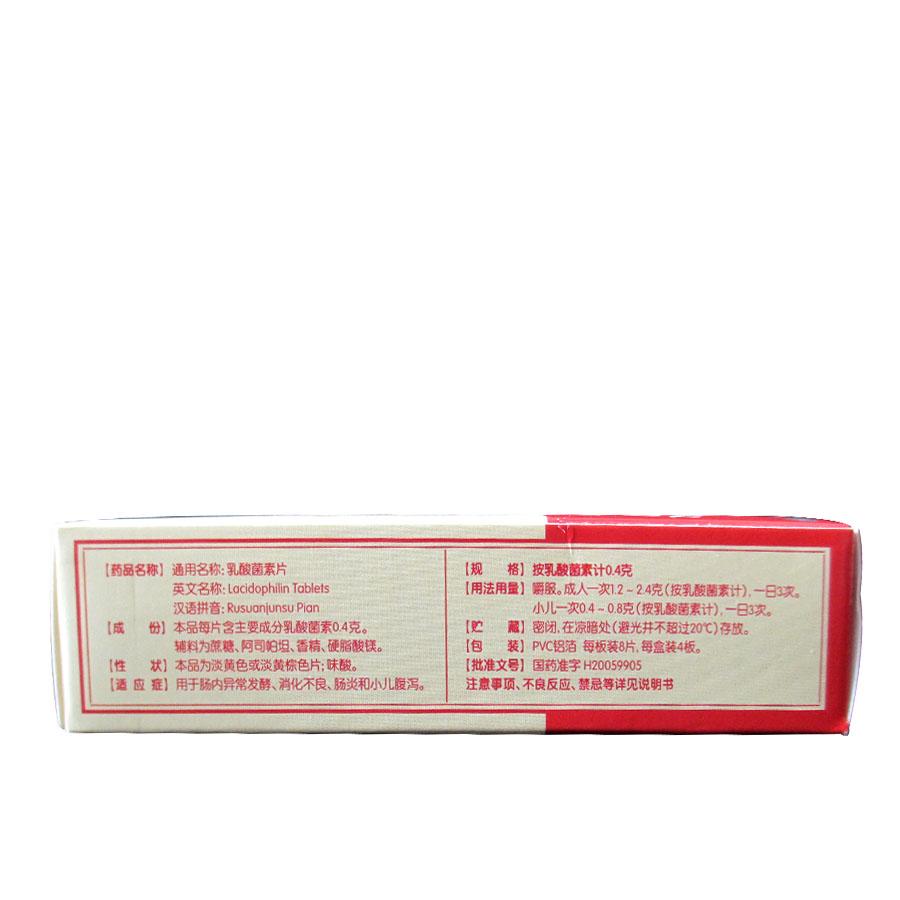 【药品名称】 通用名称: 乳酸菌素片
英文名称: Lacidophilin Tablets
汉语拼音: Rusuanjunsu Pian
【成 份】 本品每片含主要成分乳酸菌素0.4克。
辅料为蔗糖、阿司帕坦、香精、硬脂酸镁。
【性 状】 本品为淡黄色或淡黄棕色片; 味酸。
【适 应 症】 用于肠内异常发酵、消化不良、肠炎和小儿腹泻。
【规 格】 按乳酸菌素计0.4克
【用法用量】 嚼服。成人一次1.2~2.4克(按乳酸菌素计), 一日3次。
小儿一次0.4~0.8克(按乳酸菌素计), 一日3次。
【贮 藏】 密闭, 在凉暗处(避光并不超过20℃)存放。
【包 装】 PVC铝箔 每板装8片, 每盒装4板。
【批准文号】 国药准字 H20059905
注意事项、不良反应、禁忌等详见说明书